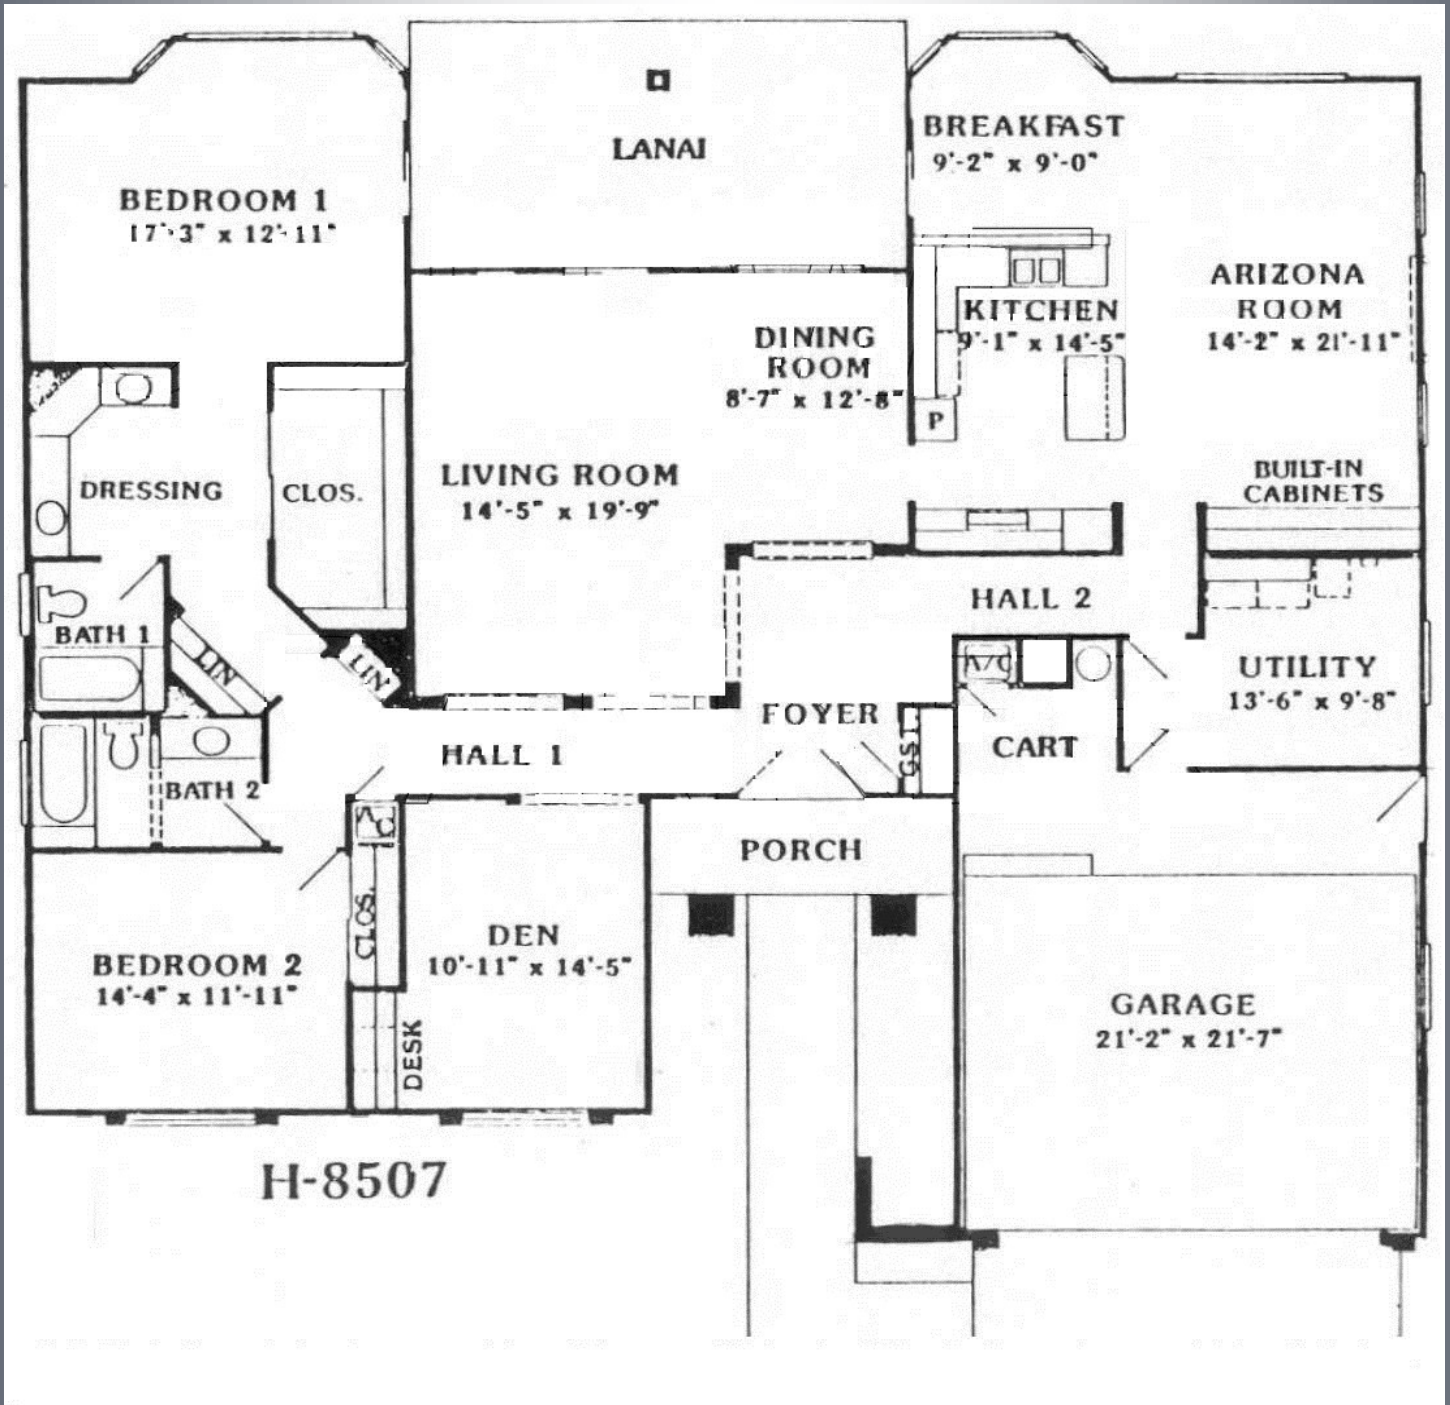 LANAI
BREAKFAST
9'-2" x 9'-0"
BEDROOM 1
17'-3" x 12'-11"
ARIZONA
ROOM
14'-2" x 21'-11"
KITCHEN
9'-1" x 14'-5"
DINING
ROOM
8'-7" x 12'-8"
P
LIVING ROOM
14'-5" x 19'-9"
BUILT-IN
CABINETS
DRESSING
CLOS.
HALL 2
BATH 1
LIN
LIN
A/C
UTILITY
13'-6" x 9'-8"
FOYER
GST
CART
HALL 1
BATH 2
AC
PORCH
CLOS.
DEN
10'-11" x 14'-5"
BEDROOM 2
14'-4" x 11'-11"
DESK
GARAGE
21'-2" x 21'-7"
H-8507